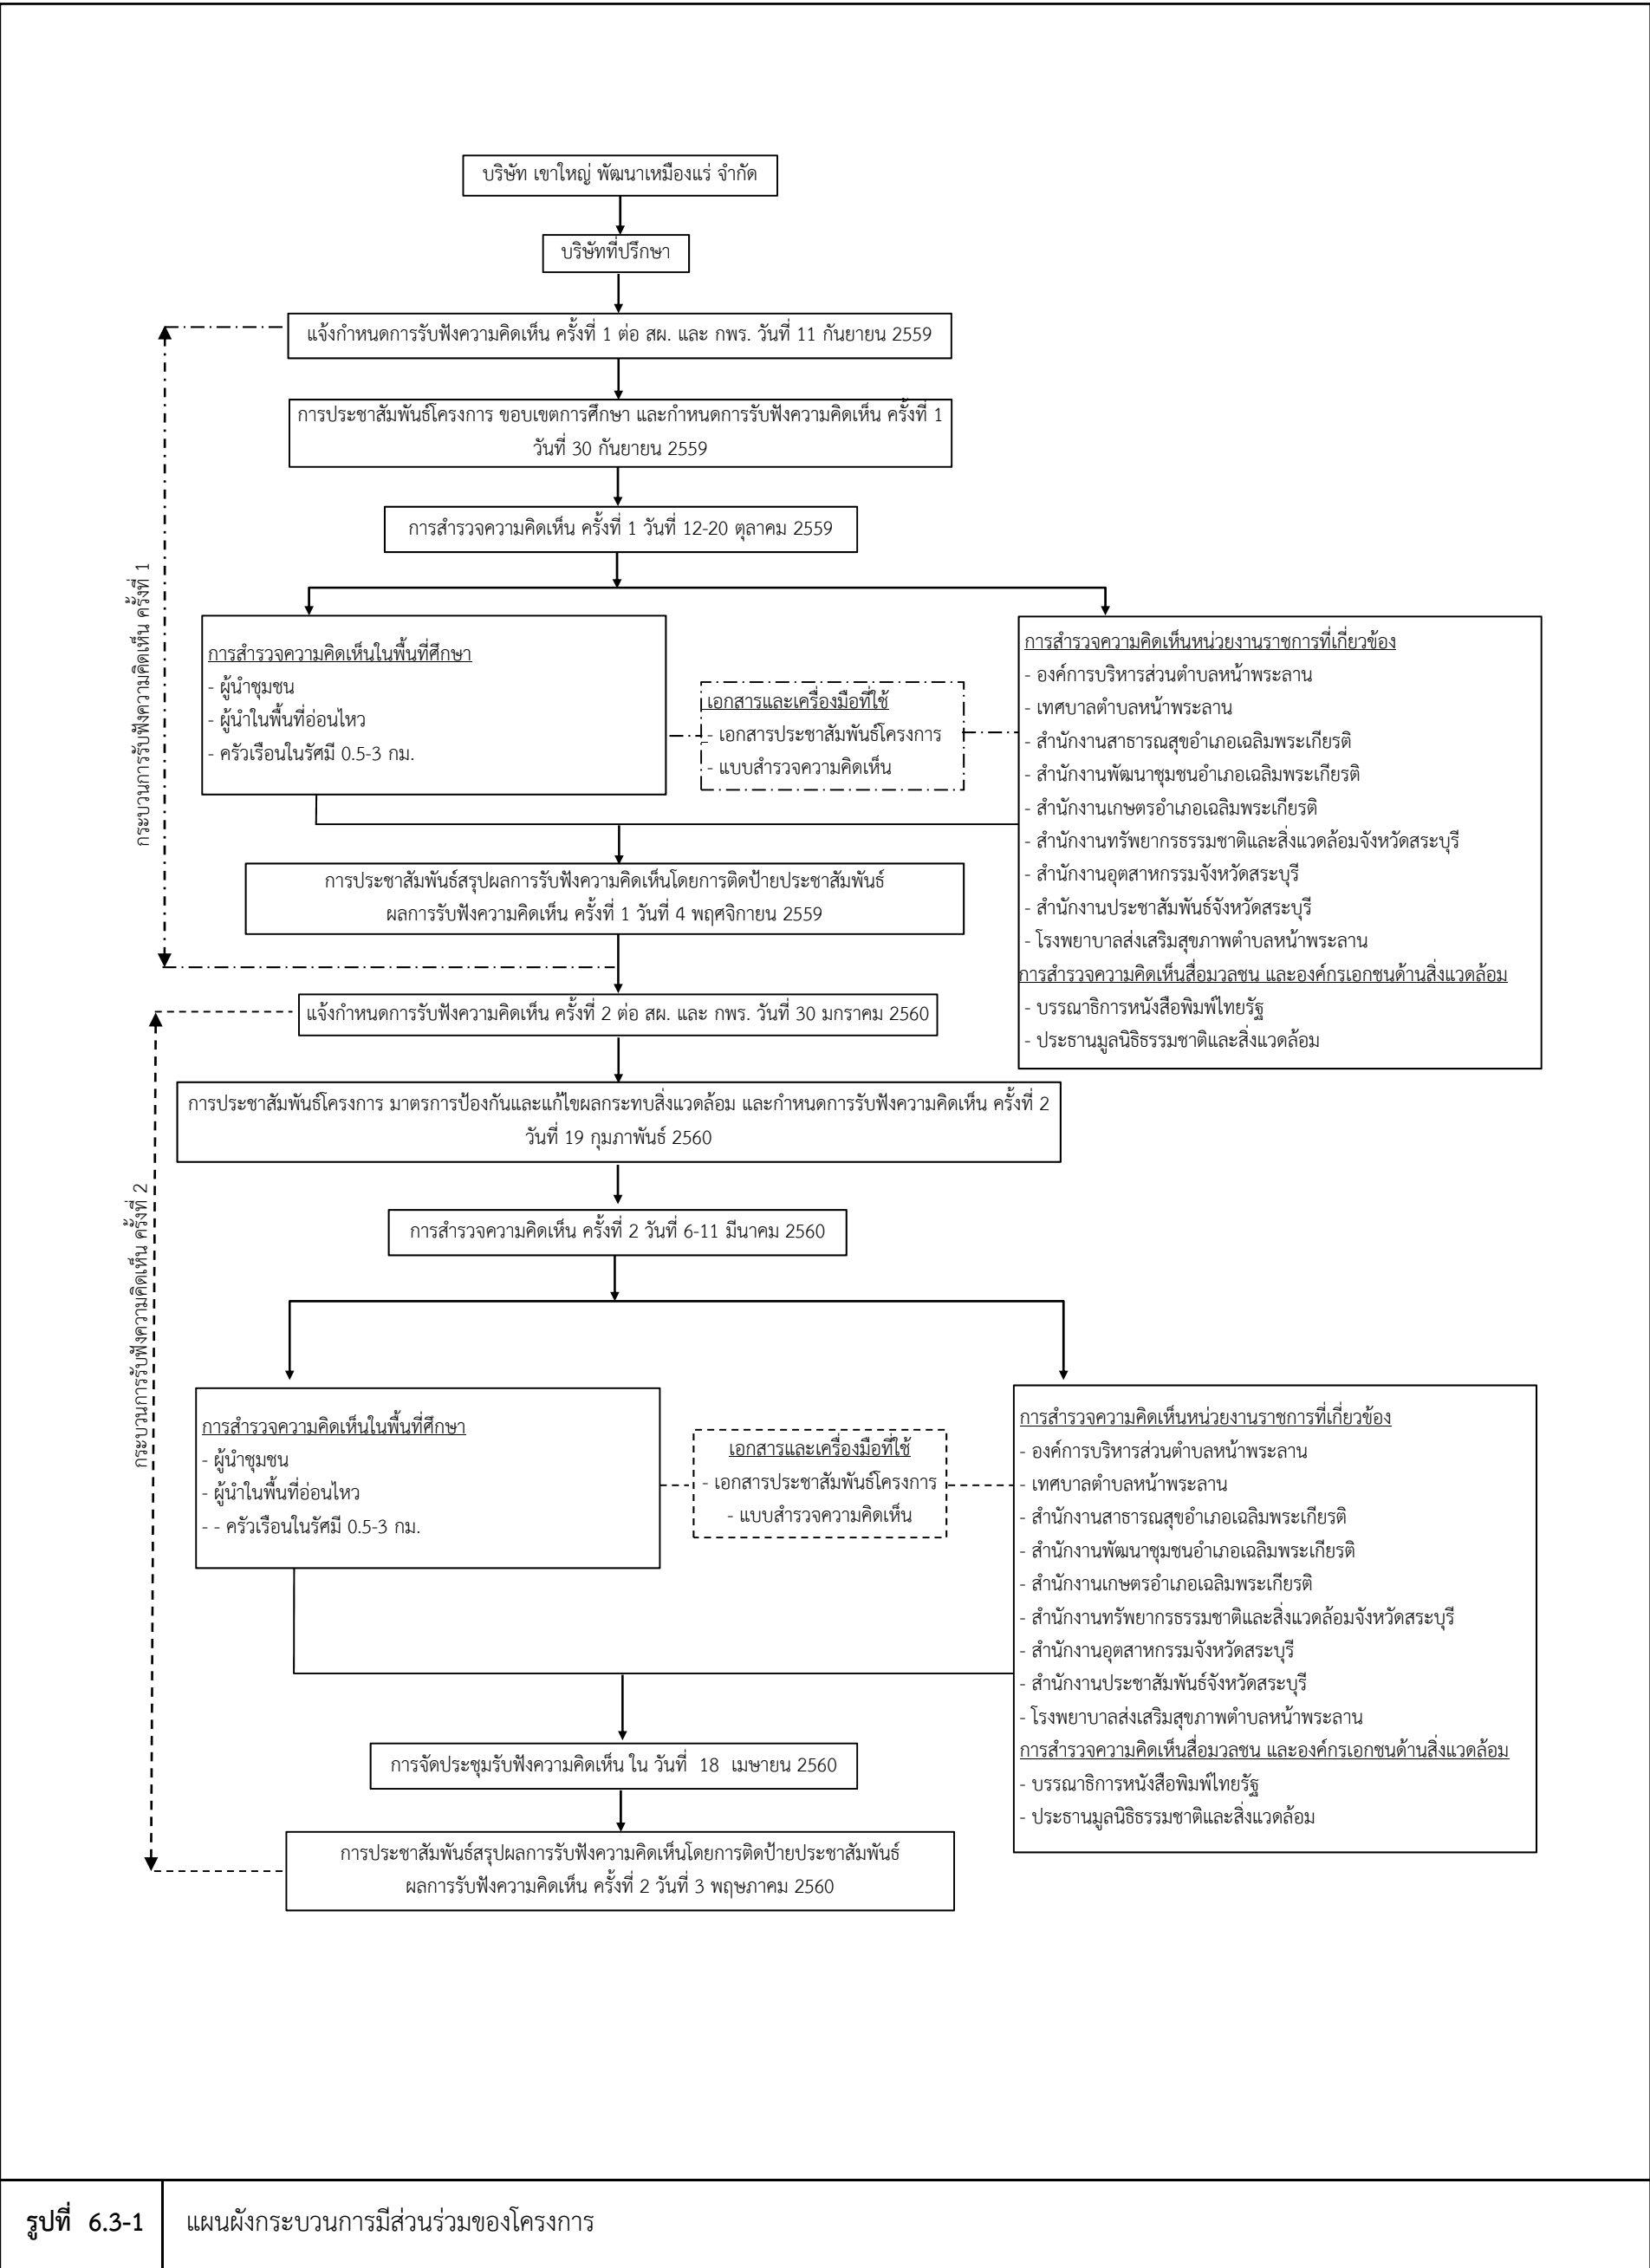 บริษัท เขาใหญ่ พัฒนาเหมืองแร่ จำกัด
บริษัทที่ปรึกษา
แจ้งกำหนดการรับฟังความคิดเห็น ครั้งที่ 1 ต่อ สผ. และ กพร. วันที่ 11 กันยายน 2559
การประชาสัมพันธ์โครงการ ขอบเขตการศึกษา และกำหนดการรับฟังความคิดเห็น ครั้งที่ 1
วันที่ 30 กันยายน 2559
การสำรวจความคิดเห็น ครั้งที่ 1 วันที่ 12-20 ตุลาคม 2559
กระบวนการรับฟังความคิดเห็น ครั้งที่ 1
การสำรวจความคิดเห็นในพื้นที่ศึกษา
- ผู้นำชุมชน
- ผู้นำในพื้นที่อ่อนไหว
- ครัวเรือนในรัศมี 0.5-3 กม.
เอกสารและเครื่องมือที่ใช้
- เอกสารประชาสัมพันธ์โครงการ
- แบบสำรวจความคิดเห็น
การสำรวจความคิดเห็นหน่วยงานราชการที่เกี่ยวข้อง
- องค์การบริหารส่วนตำบลหน้าพระลาน
- เทศบาลตำบลหน้าพระลาน
- สำนักงานสาธารณสุขอำเภอเฉลิมพระเกียรติ
- สำนักงานพัฒนาชุมชนอำเภอเฉลิมพระเกียรติ
- สำนักงานเกษตรอำเภอเฉลิมพระเกียรติ
- สำนักงานทรัพยากรธรรมชาติและสิ่งแวดล้อมจังหวัดสระบุรี
- สำนักงานอุตสาหกรรมจังหวัดสระบุรี
- สำนักงานประชาสัมพันธ์จังหวัดสระบุรี
- โรงพยาบาลส่งเสริมสุขภาพตำบลหน้าพระลาน
การสำรวจความคิดเห็นสื่อมวลชน และองค์กรเอกชนด้านสิ่งแวดล้อม
- บรรณาธิการหนังสือพิมพ์ไทยรัฐ
- ประธานมูลนิธิธรรมชาติและสิ่งแวดล้อม
การประชาสัมพันธ์สรุปผลการรับฟังความคิดเห็นโดยการติดป้ายประชาสัมพันธ์
ผลการรับฟังความคิดเห็น ครั้งที่ 1 วันที่ 4 พฤศจิกายน 2559
แจ้งกำหนดการรับฟังความคิดเห็น ครั้งที่ 2 ต่อ สผ. และ กพร. วันที่ 30 มกราคม 2560
การประชาสัมพันธ์โครงการ มาตรการป้องกันและแก้ไขผลกระทบสิ่งแวดล้อม และกำหนดการรับฟังความคิดเห็น ครั้งที่ 2
วันที่ 19 กุมภาพันธ์ 2560
การสำรวจความคิดเห็น ครั้งที่ 2 วันที่ 6-11 มีนาคม 2560
กระบวนการรับฟังความคิดเห็น ครั้งที่ 2
การสำรวจความคิดเห็นในพื้นที่ศึกษา
- ผู้นำชุมชน
- ผู้นำในพื้นที่อ่อนไหว
- - ครัวเรือนในรัศมี 0.5-3 กม.
เอกสารและเครื่องมือที่ใช้
- เอกสารประชาสัมพันธ์โครงการ
- แบบสำรวจความคิดเห็น
การสำรวจความคิดเห็นหน่วยงานราชการที่เกี่ยวข้อง
- องค์การบริหารส่วนตำบลหน้าพระลาน
- เทศบาลตำบลหน้าพระลาน
- สำนักงานสาธารณสุขอำเภอเฉลิมพระเกียรติ
- สำนักงานพัฒนาชุมชนอำเภอเฉลิมพระเกียรติ
- สำนักงานเกษตรอำเภอเฉลิมพระเกียรติ
- สำนักงานทรัพยากรธรรมชาติและสิ่งแวดล้อมจังหวัดสระบุรี
- สำนักงานอุตสาหกรรมจังหวัดสระบุรี
- สำนักงานประชาสัมพันธ์จังหวัดสระบุรี
- โรงพยาบาลส่งเสริมสุขภาพตำบลหน้าพระลาน
การสำรวจความคิดเห็นสื่อมวลชน และองค์กรเอกชนด้านสิ่งแวดล้อม
- บรรณาธิการหนังสือพิมพ์ไทยรัฐ
- ประธานมูลนิธิธรรมชาติและสิ่งแวดล้อม
การจัดประชุมรับฟังความคิดเห็น ใน วันที่ 18 เมษายน 2560
การประชาสัมพันธ์สรุปผลการรับฟังความคิดเห็นโดยการติดป้ายประชาสัมพันธ์
ผลการรับฟังความคิดเห็น ครั้งที่ 2 วันที่ 3 พฤษภาคม 2560
รูปที่ 6.3-1
แผนผังกระบวนการมีส่วนร่วมของโครงการ